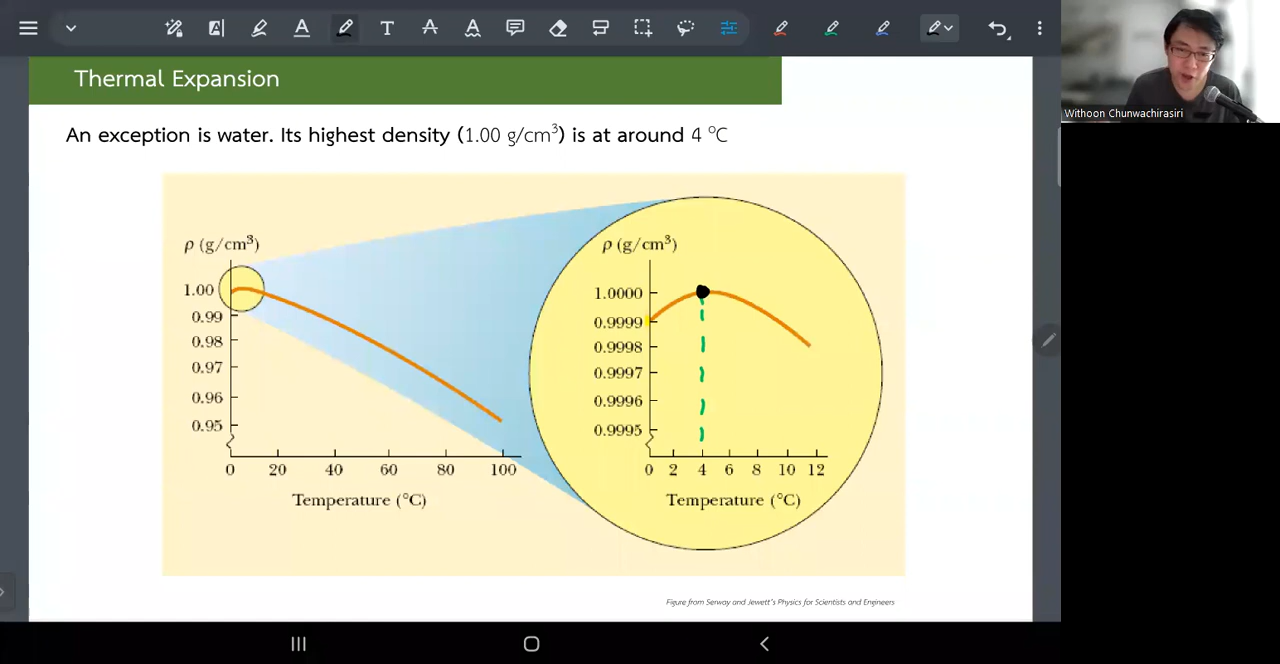 T
A
Withoon Chunwachirasiri
Thermal Expansion
An exception is water. Its highest density (1.00 g/cm³) is at around 4 °C
ρ (g/cm³)
1.00
0.99
0.98
0.97
0.96
0.95
0 20 40 60 80 100
Temperature (°C)
ρ (g/cm³)
1.0000
0.9999
0.9998
0.9997
0.9996
0.9995
0 2 4 6 8 10 12
Temperature (°C)
Figure from Serway and Jewett's Physics for Scientists and Engineers